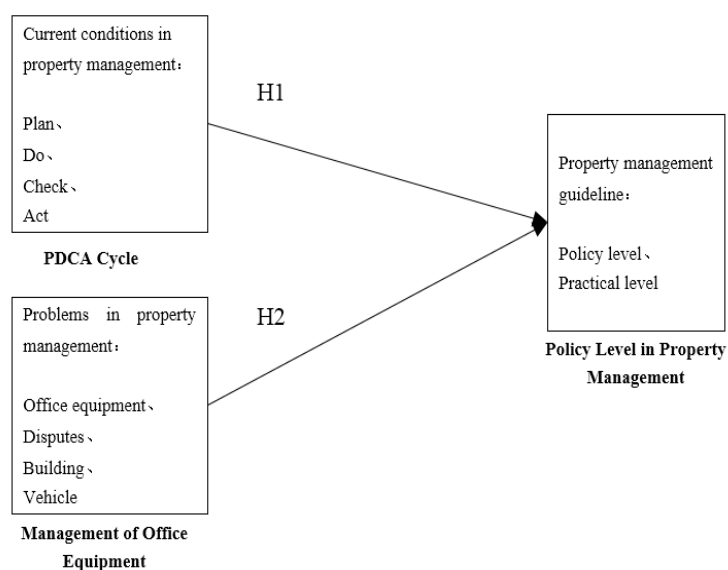 Current conditions in
property management：
Plan、
Do、
Check、
Act
PDCA Cycle
H1
Problems in property
management：
Office equipment、
Disputes、
Building、
Vehicle
Management of Office
Equipment
H2
Property management
guideline：
Policy level、
Practical level
Policy Level in Property
Management